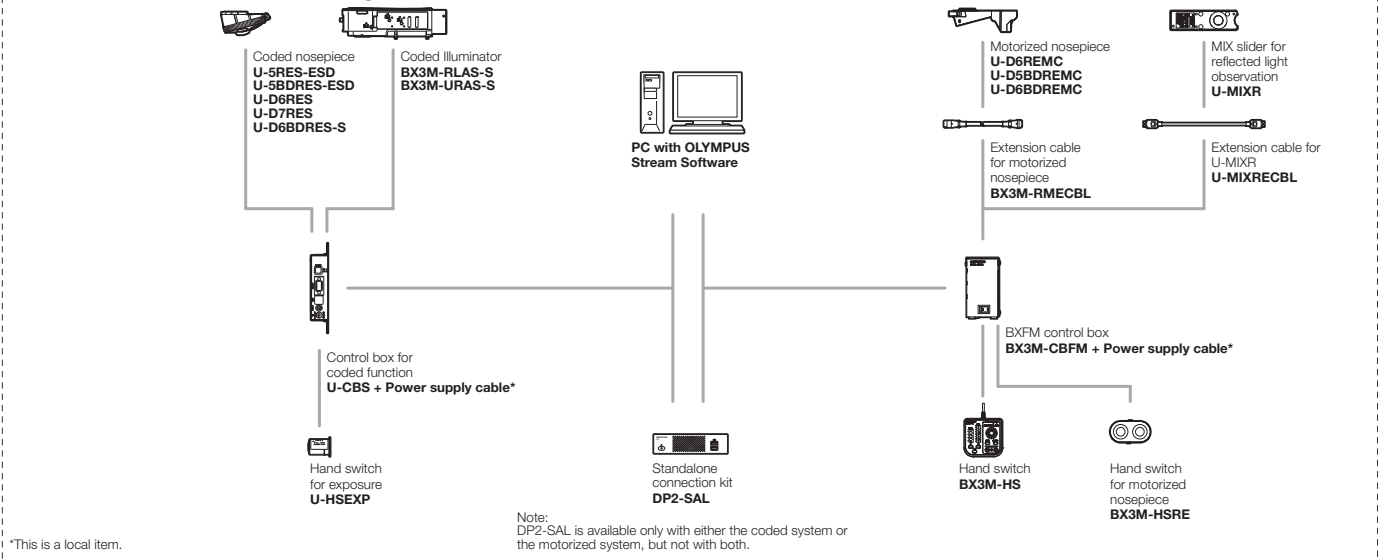 Coded nosepiece
U-5RES-ESD
U-5BDRES-ESD
U-D6RES
U-D7RES
U-D6BDRES-S
Coded Illuminator
BX3M-RLAS-S
BX3M-URAS-S
PC with OLYMPUS
Stream Software
Motorized nosepiece
U-D6REMC
U-D5BDREMC
U-D6BDREMC
MIX slider for
reflected light
observation
U-MIXR
Extension cable
for motorized
nosepiece
BX3M-RMECBL
Extension cable for
U-MIXR
U-MIXRECBL
Control box for
coded function
U-CBS + Power supply cable*
BXFM control box
BX3M-CBFM + Power supply cable*
Hand switch
for exposure
U-HSEXP
Standalone
connection kit
DP2-SAL
Hand switch
BX3M-HS
Hand switch
for motorized
nosepiece
BX3M-HSRE
Note:
DP2-SAL is available only with either the coded system or
the motorized system, but not with both.
*This is a local item.